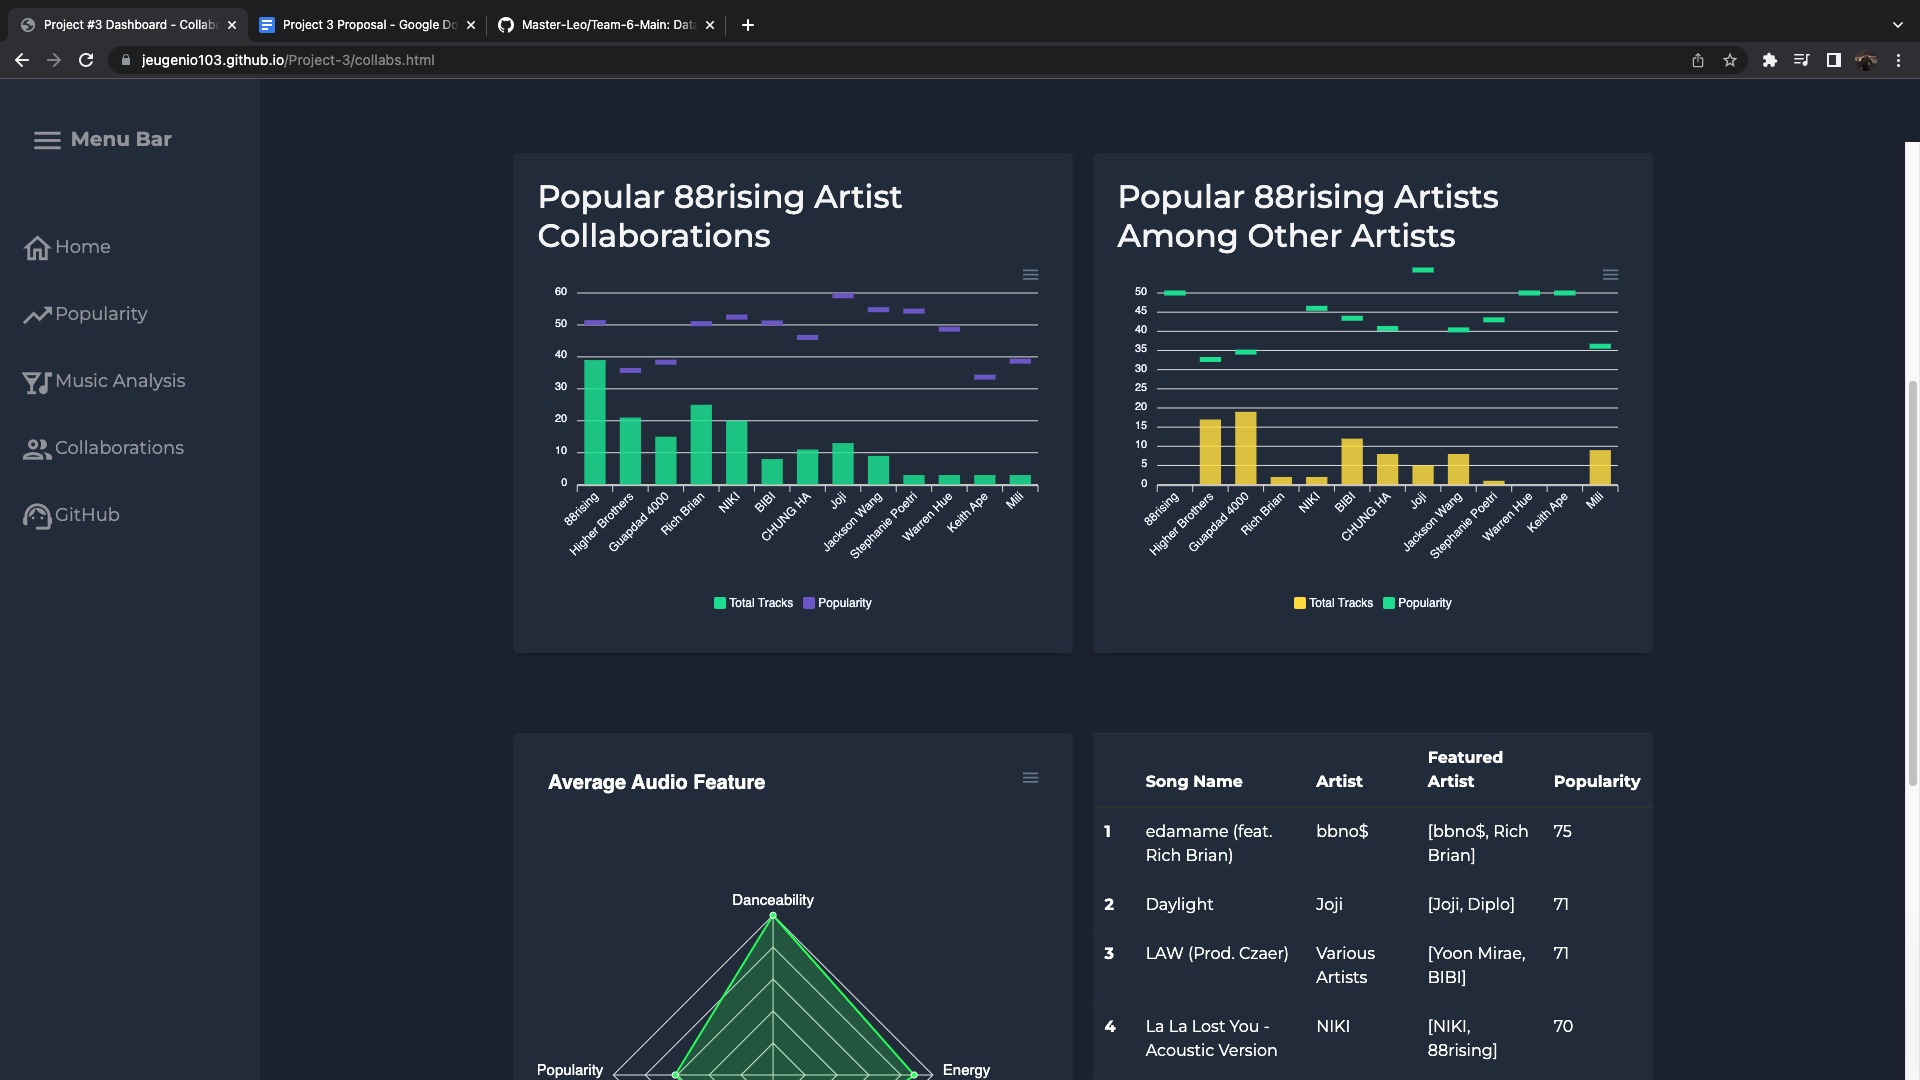 Project #3 Dashboard - Collab
Project 3 Proposal - Google Do
Master-Leo/Team-6-Main: Data
jeugenio103.github.io/Project-3/collabs.html
Menu Bar
Home
Popularity
Music Analysis
Collaborations
GitHub
Popular 88rising Artist
Collaborations
60
50
40
30
20
10
0
88rising
Higher Brothers
Guapdad 4000
Rich Brian
NIKI
BIBI
CHUNG HA
Joji
Jackson Wang
Stephanie Poetri
Warren Hue
Keith Ape
Mili
Total Tracks
Popularity
Popular 88rising Artists
Among Other Artists
50
45
40
35
30
25
20
15
10
5
0
88rising
Higher Brothers
Guapdad 4000
Rich Brian
NIKI
BIBI
CHUNG HA
Joji
Jackson Wang
Stephanie Poetri
Warren Hue
Keith Ape
Mili
Total Tracks
Popularity
Average Audio Feature
Danceability
Popularity
Energy
Song Name Artist Featured Artist Popularity
1 edamame (feat. Rich Brian) bbno$ [bbno$, Rich Brian] 75
2 Daylight Joji [Joji, Diplo] 71
3 LAW (Prod. Czaer) Various Artists [Yoon Mirae, BIBI] 71
4 La La Lost You - Acoustic Version NIKI [NIKI, 88rising] 70